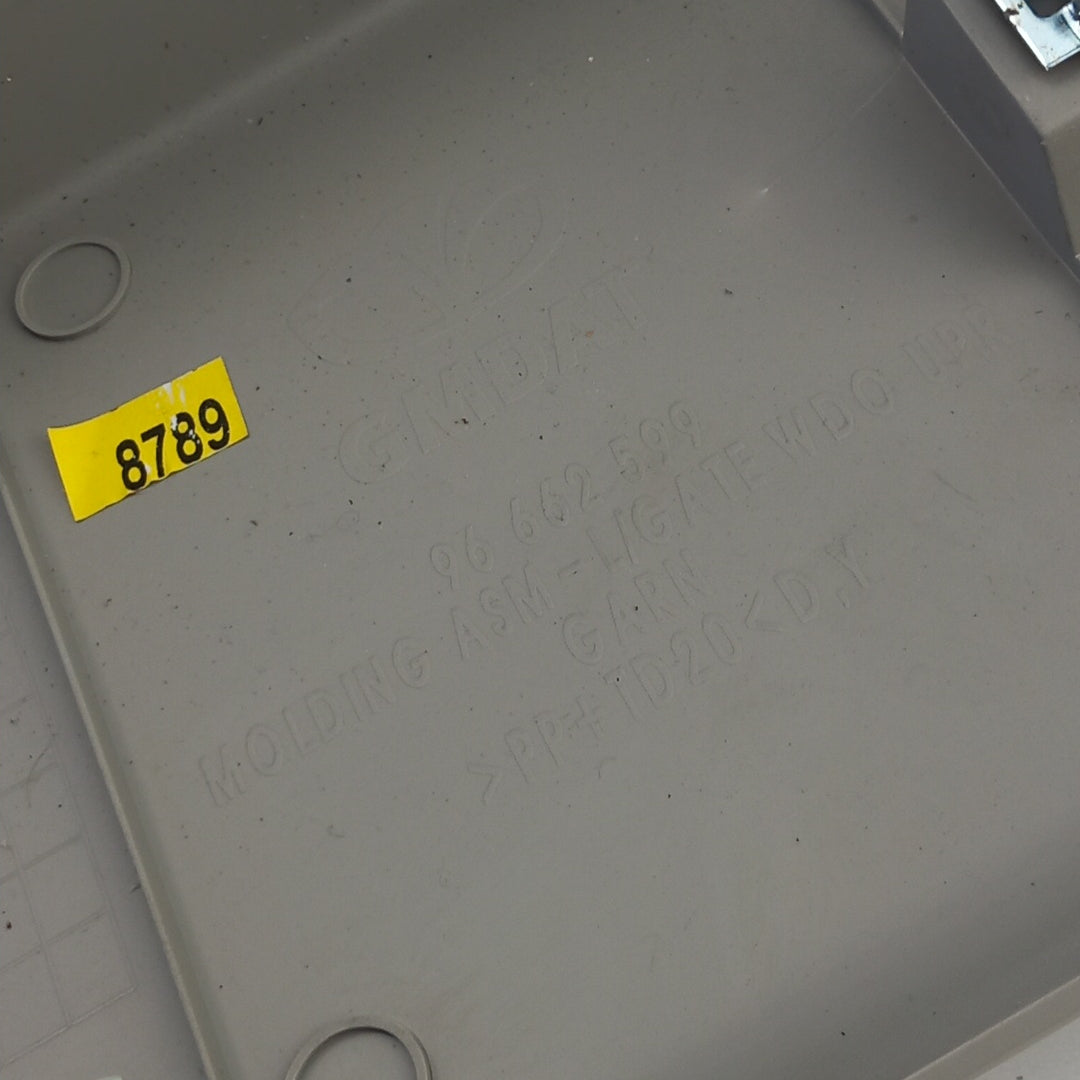 8789
GMDAT
96 662 599
MOLDING ASM-L/GATE WDO UPR
GARN
>PP+TD20< D.Y